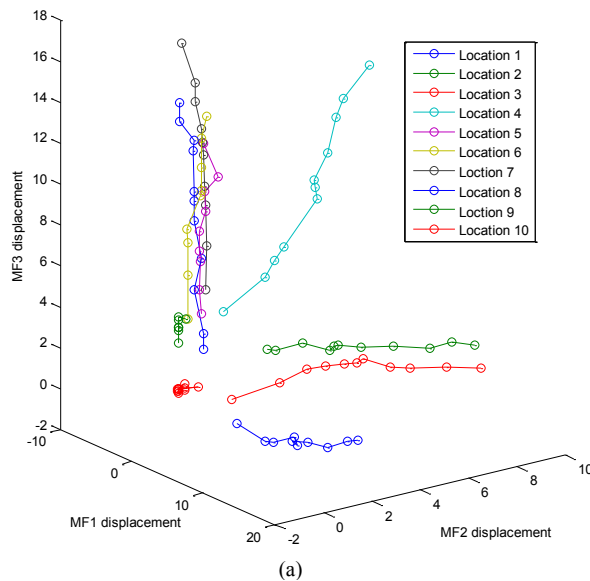 18
16
14
12
10
8
6
4
2
0
-2
MF3 displacement
-10
0
10
20
MF1 displacement
-2
0
2
4
6
8
10
MF2 displacement
Location 1
Location 2
Location 3
Location 4
Location 5
Location 6
Loction 7
Location 8
Loction 9
Location 10
(a)